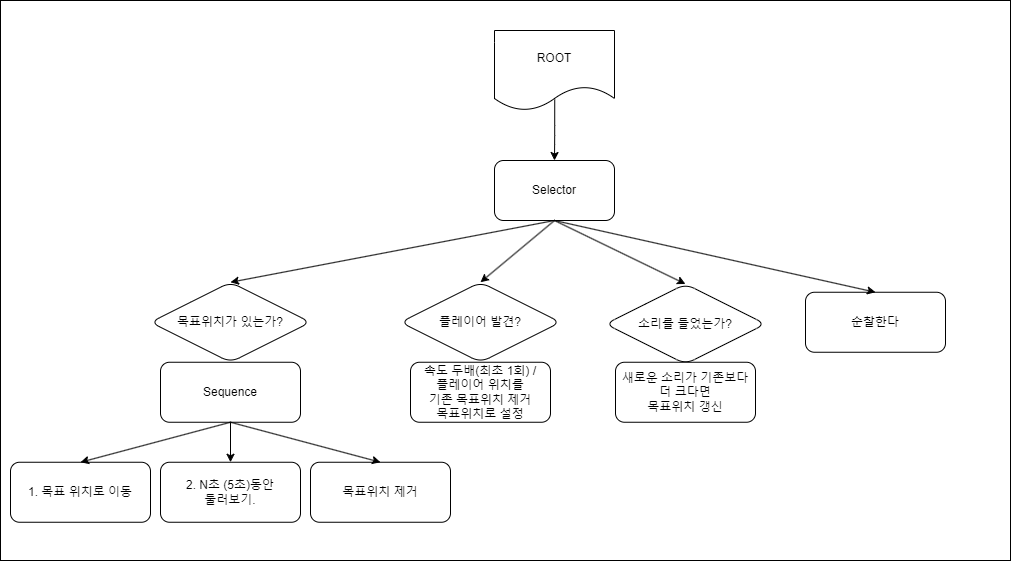 ROOT
Selector
목표위치가 있는가?
플레이어 발견?
소리를 들었는가?
순찰한다
Sequence
속도 두배(최초 1회) /
플레이어 위치를
기존 목표위치 제거
목표위치로 설정
새로운 소리가 기존보다
더 크다면
목표위치 갱신
1. 목표 위치로 이동
2. N초 (5초)동안
둘러보기.
목표위치 제거